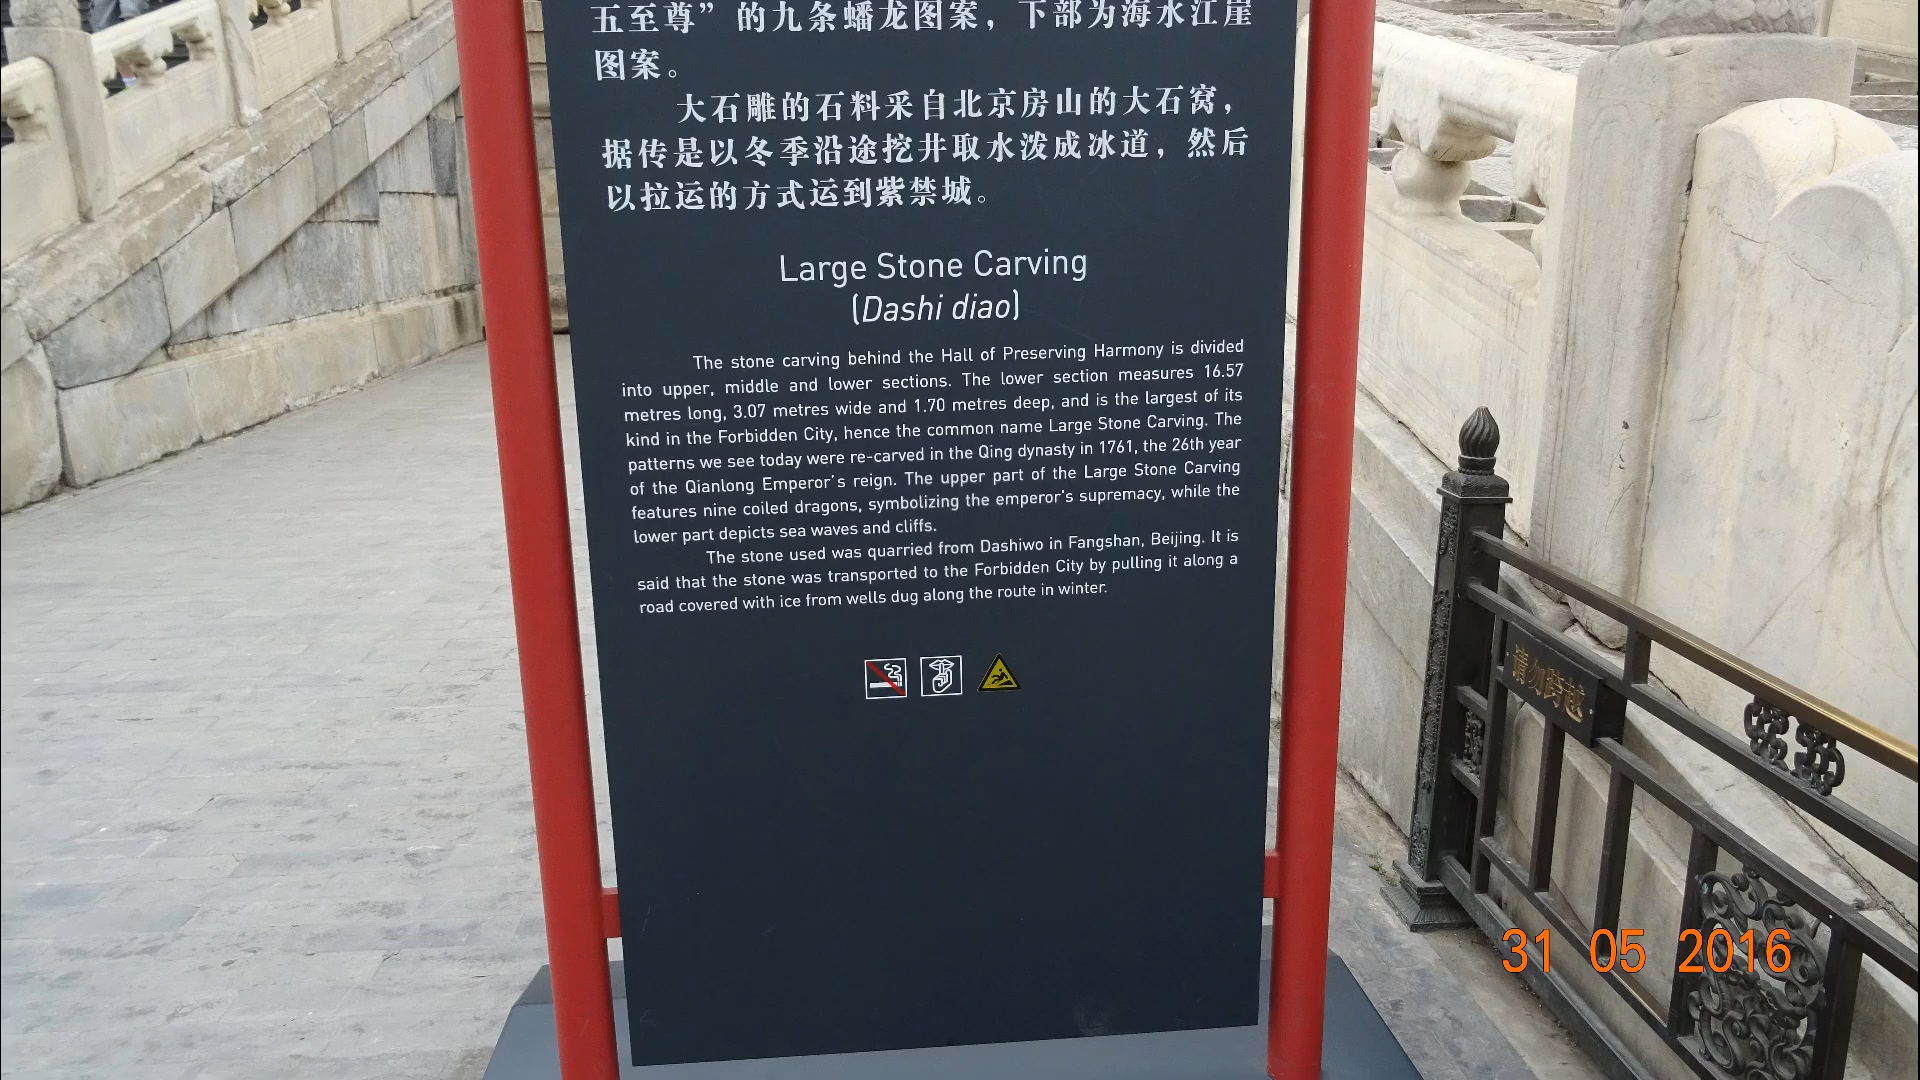 五至尊”的九条蟠龙图案，下部为海水江崖
图案。
大石雕的石料采自北京房山的大石窝，
据传是以冬季沿途挖井取水泼成冰道，然后
以拉运的方式运到紫禁城。
Large Stone Carving
(Dashi diao)
The stone carving behind the Hall of Preserving Harmony is divided
into upper, middle and lower sections. The lower section measures 16.57
metres long, 3.07 metres wide and 1.70 metres deep, and is the largest of its
kind in the Forbidden City, hence the common name Large Stone Carving. The
patterns we see today were re-carved in the Qing dynasty in 1761, the 26th year
of the Qianlong Emperor's reign. The upper part of the Large Stone Carving
features nine coiled dragons, symbolizing the emperor's supremacy, while the
lower part depicts sea waves and cliffs.
The stone used was quarried from Dashiwo in Fangshan, Beijing. It is
said that the stone was transported to the Forbidden City by pulling it along a
road covered with ice from wells dug along the route in winter.
请勿跨越
31 05 2016